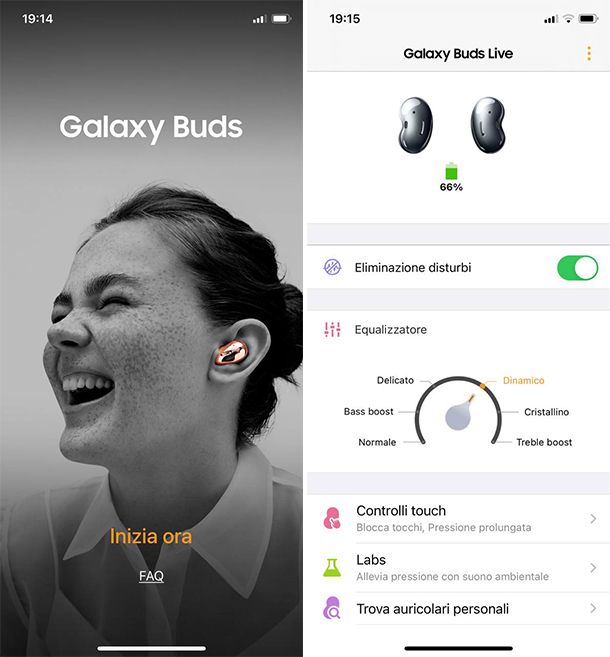 19:14
Galaxy Buds
Inizia ora
FAQ
19:15
Galaxy Buds Live
66%
Eliminazione disturbi
Equalizzatore
Delicato
Dinamico
Bass boost
Cristallino
Normale
Treble boost
Controlli touch
Blocca tocchi, Pressione prolungata
Labs
Allevia pressione con suono ambientale
Trova auricolari personali